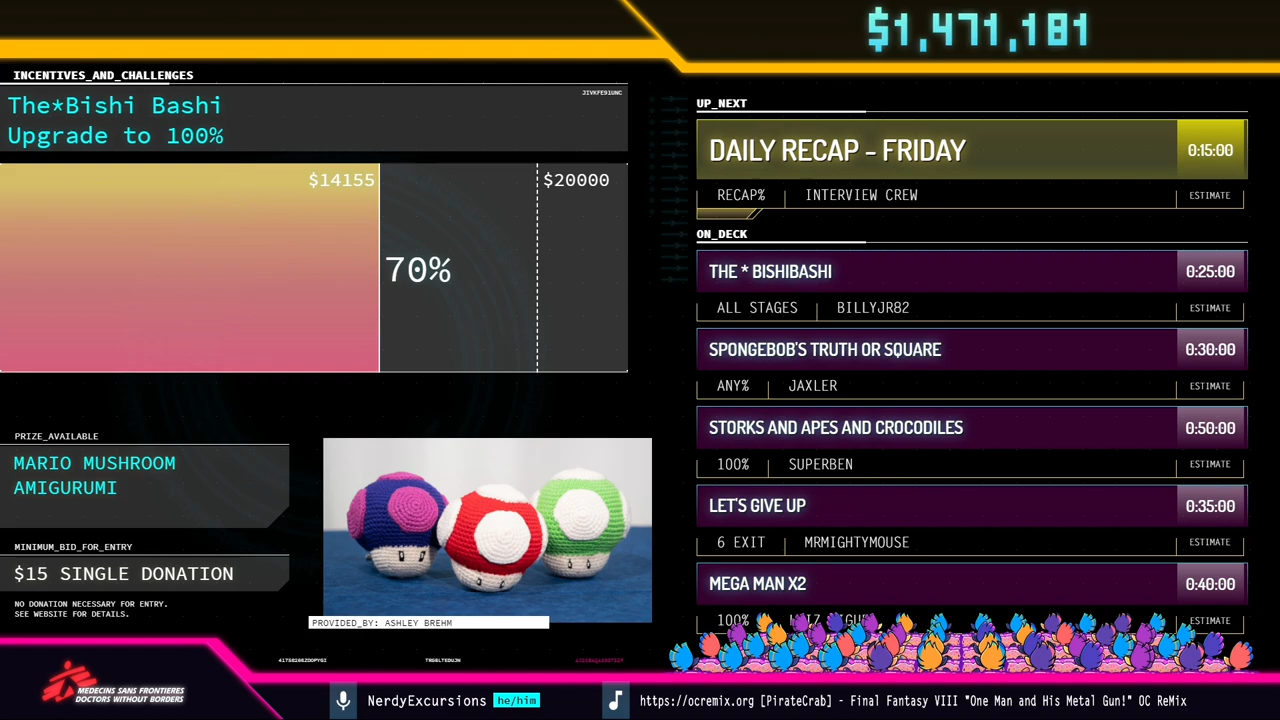 $1,471,181
INCENTIVES_AND_CHALLENGES
JIVKFE91UNC
The*Bishi Bashi
Upgrade to 100%
$14155
$20000
70%
PRIZE_AVAILABLE
MARIO MUSHROOM
AMIGURUMI
MINIMUM_BID_FOR_ENTRY
$15 SINGLE DONATION
NO DONATION NECESSARY FOR ENTRY.
SEE WEBSITE FOR DETAILS.
PROVIDED_BY: ASHLEY BREHM
UP_NEXT
DAILY RECAP - FRIDAY
0:15:00
RECAP%
INTERVIEW CREW
ESTIMATE
ON_DECK
THE * BISHIBASHI
0:25:00
ALL STAGES
BILLYJR82
ESTIMATE
SPONGEBOB'S TRUTH OR SQUARE
0:30:00
ANY%
JAXLER
ESTIMATE
STORKS AND APES AND CROCODILES
0:50:00
100%
SUPERBEN
ESTIMATE
LET'S GIVE UP
0:35:00
6 EXIT
MRMIGHTYMOUSE
ESTIMATE
MEGA MAN X2
0:40:00
100%
ESTIMATE
MEDECINS SANS FRONTIERES
DOCTORS WITHOUT BORDERS
NerdyExcursions he/him
https://ocremix.org [PirateCrab] - Final Fantasy VIII "One Man and His Metal Gun!" OC ReMix